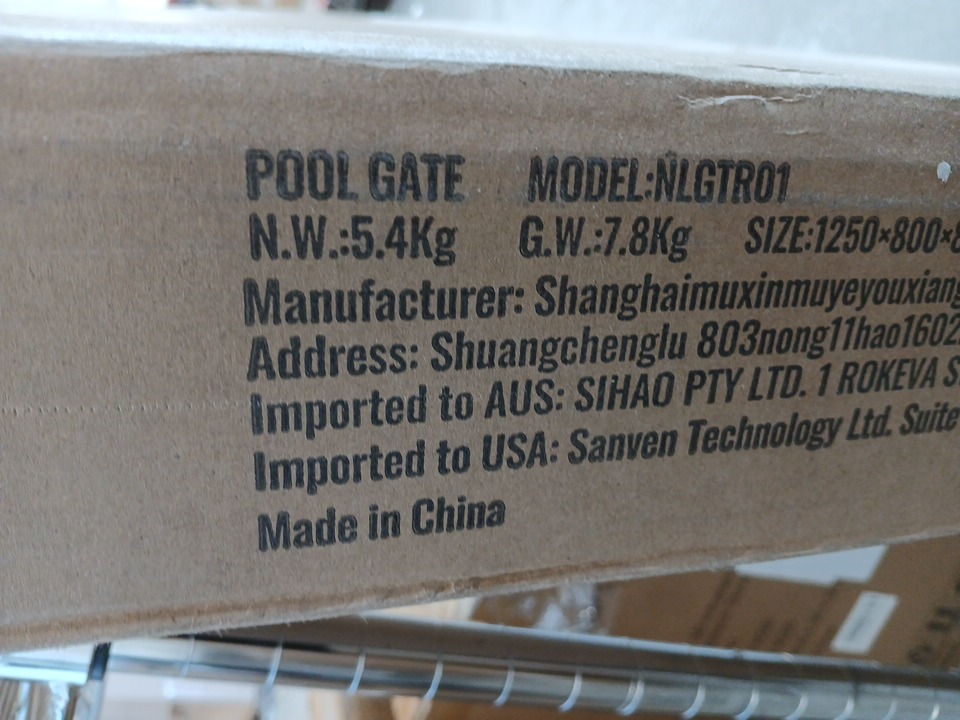 POOL GATE MODEL:NLGTR01
N.W.:5.4Kg G.W.:7.8Kg SIZE:1250×800×
Manufacturer: Shanghaimuxinmuyeyouxiang
Address: Shuangchenglu 803nong11hao1602
Imported to AUS: SIHAO PTY LTD. 1 ROKEVA
Imported to USA: Sanven Technology Ltd. Suite
Made in China